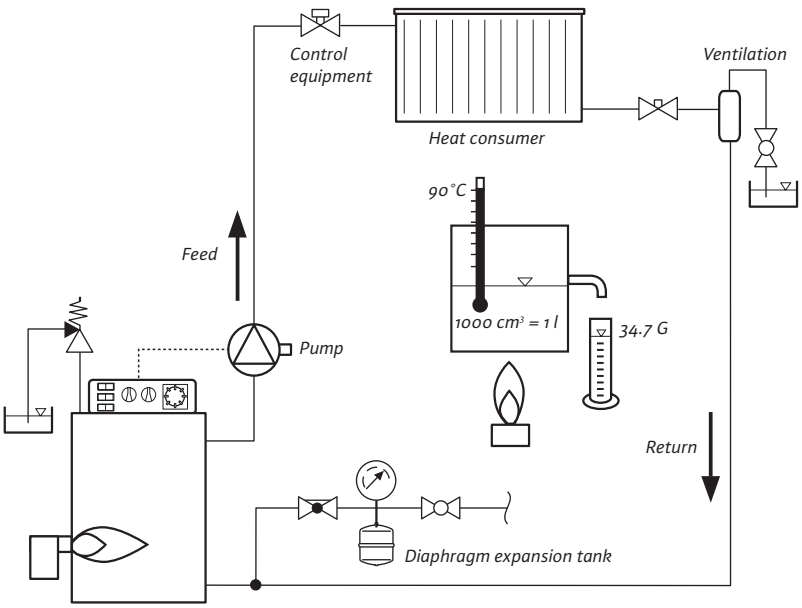 Control
equipment
Ventilation
Heat consumer
90°C
Feed
1000 cm³ = 1 l
34.7 G
Pump
Return
Diaphragm expansion tank